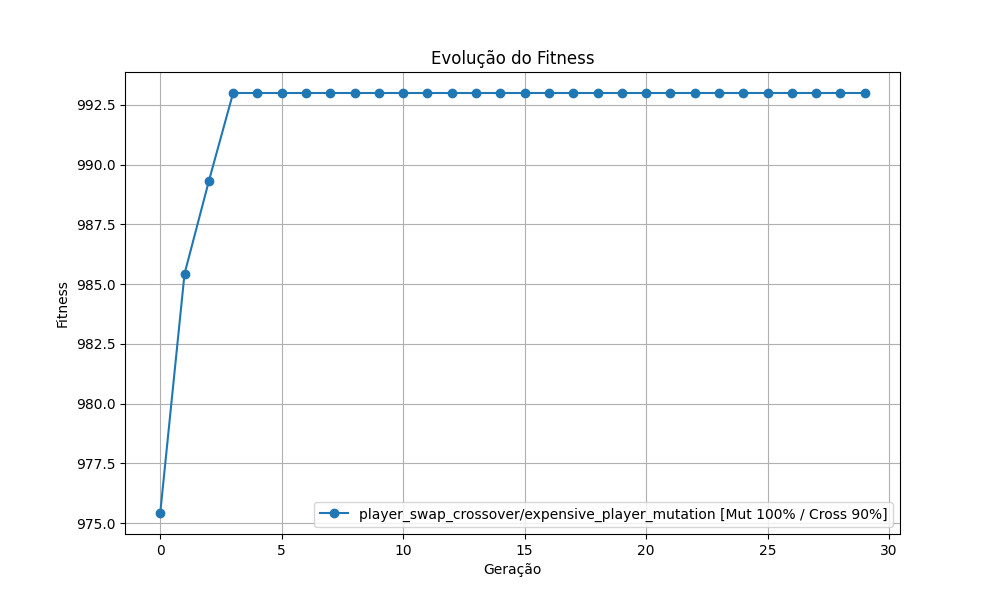 Evolução do Fitness
Fitness
992.5
990.0
987.5
985.0
982.5
980.0
977.5
975.0
player_swap_crossover/expensive_player_mutation [Mut 100% / Cross 90%]
0 5 10 15 20 25 30
Geração